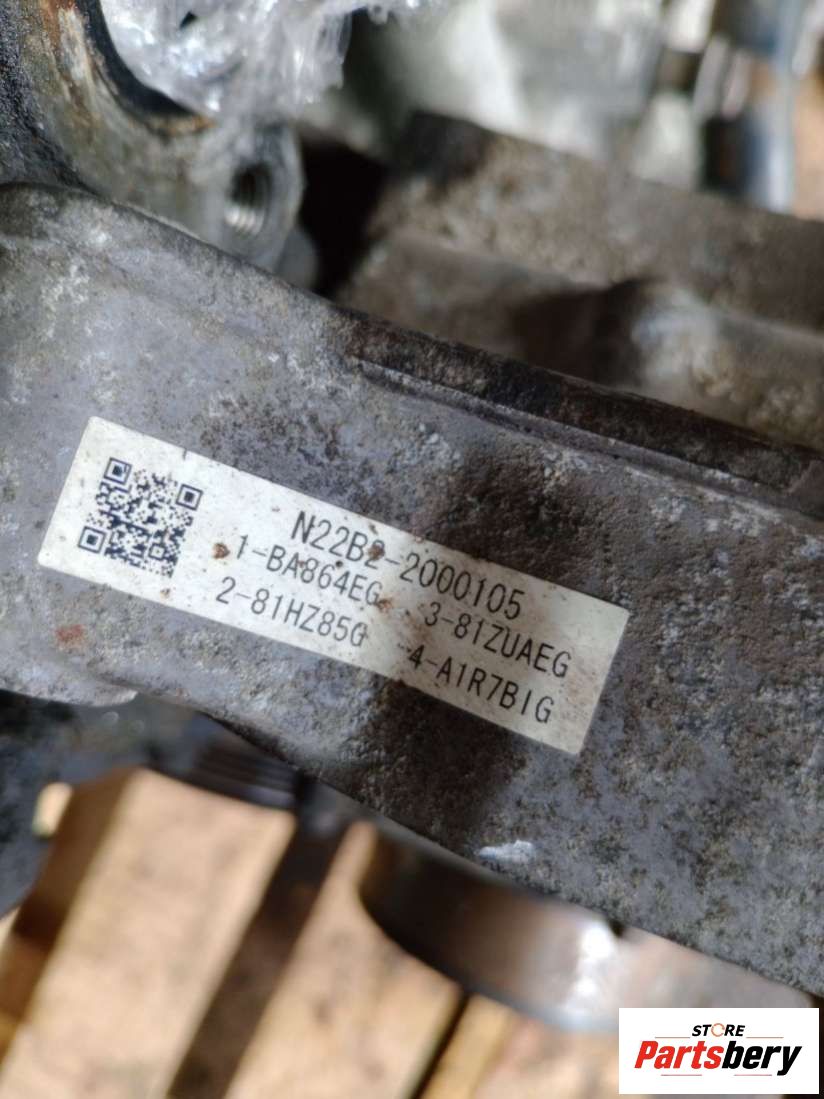 N22B2-2000105
1-BA864EG 3-81ZUAEG
2-81HZ85G 4-A1R7BIG
STORE
Partsbery